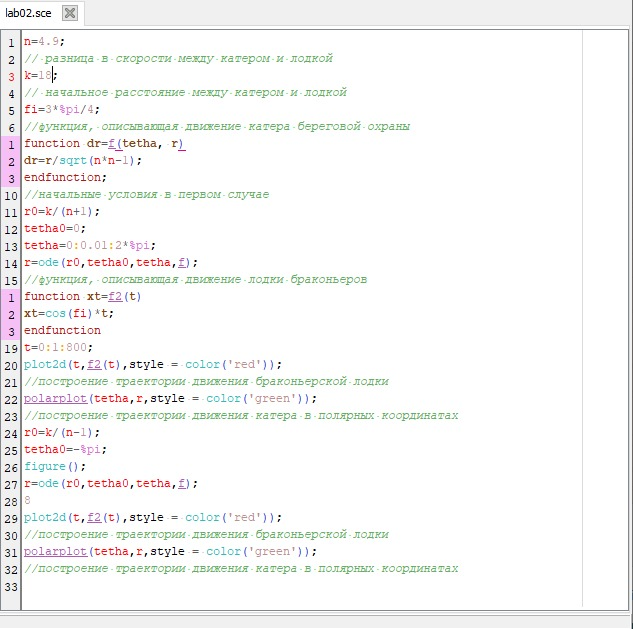 lab02.sce
1 n=4.9;
2 // разница в скорости между катером и лодкой
3 k=18;
4 // начальное расстояние между катером и лодкой
5 fi=3*%pi/4;
6 //функция, описывающая движение катера береговой охраны
1 function dr=f(tetha, r)
2 dr=r/sqrt(n*n-1);
3 endfunction;
10 //начальные условия в первом случае
11 r0=k/(n+1);
12 tetha0=0;
13 tetha=0:0.01:2*%pi;
14 r=ode(r0,tetha0,tetha,f);
15 //функция, описывающая движение лодки браконьеров
1 function xt=f2(t)
2 xt=cos(fi)*t;
3 endfunction
19 t=0:1:800;
20 plot2d(t,f2(t),style = color('red'));
21 //построение траектории движения браконьерской лодки
22 polarplot(tetha,r,style = color('green'));
23 //построение траектории движения катера в полярных координатах
24 r0=k/(n-1);
25 tetha0=-%pi;
26 figure();
27 r=ode(r0,tetha0,tetha,f);
28 8
29 plot2d(t,f2(t),style = color('red'));
30 //построение траектории движения браконьерской лодки
31 polarplot(tetha,r,style = color('green'));
32 //построение траектории движения катера в полярных координатах
33